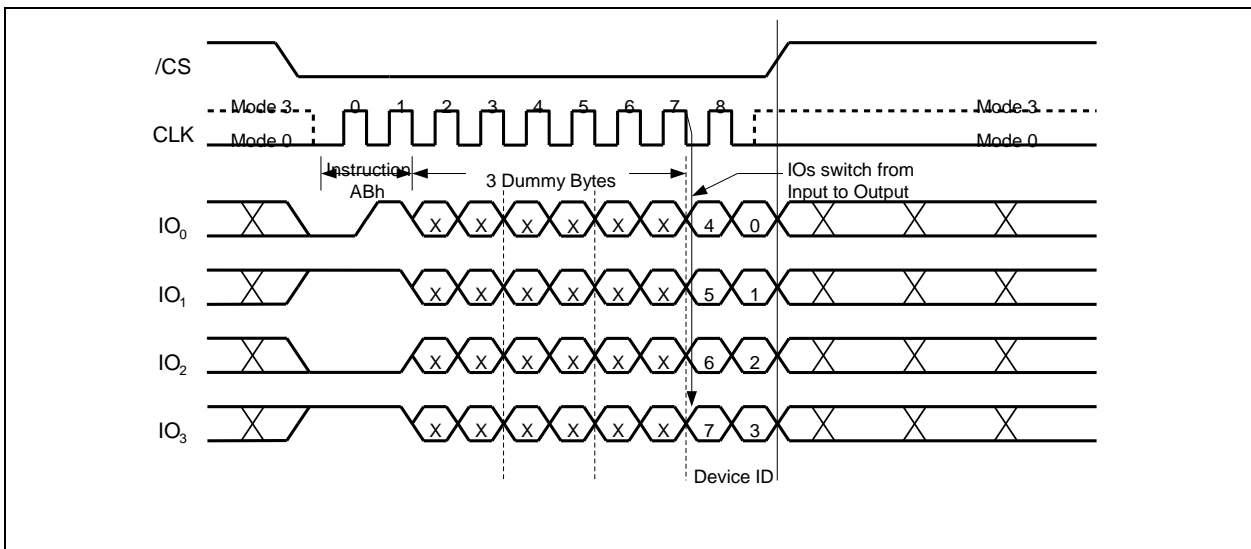 /CS
Mode 3 0 1 2 3 4 5 6 7 8 Mode 3
CLK
Mode 0 Mode 0
Instruction
ABh
3 Dummy Bytes
IOs switch from
Input to Output
IO0 X X X X X X 4 0
IO1 X X X X X X 5 1
IO2 X X X X X X 6 2
IO3 X X X X X X 7 3
Device ID